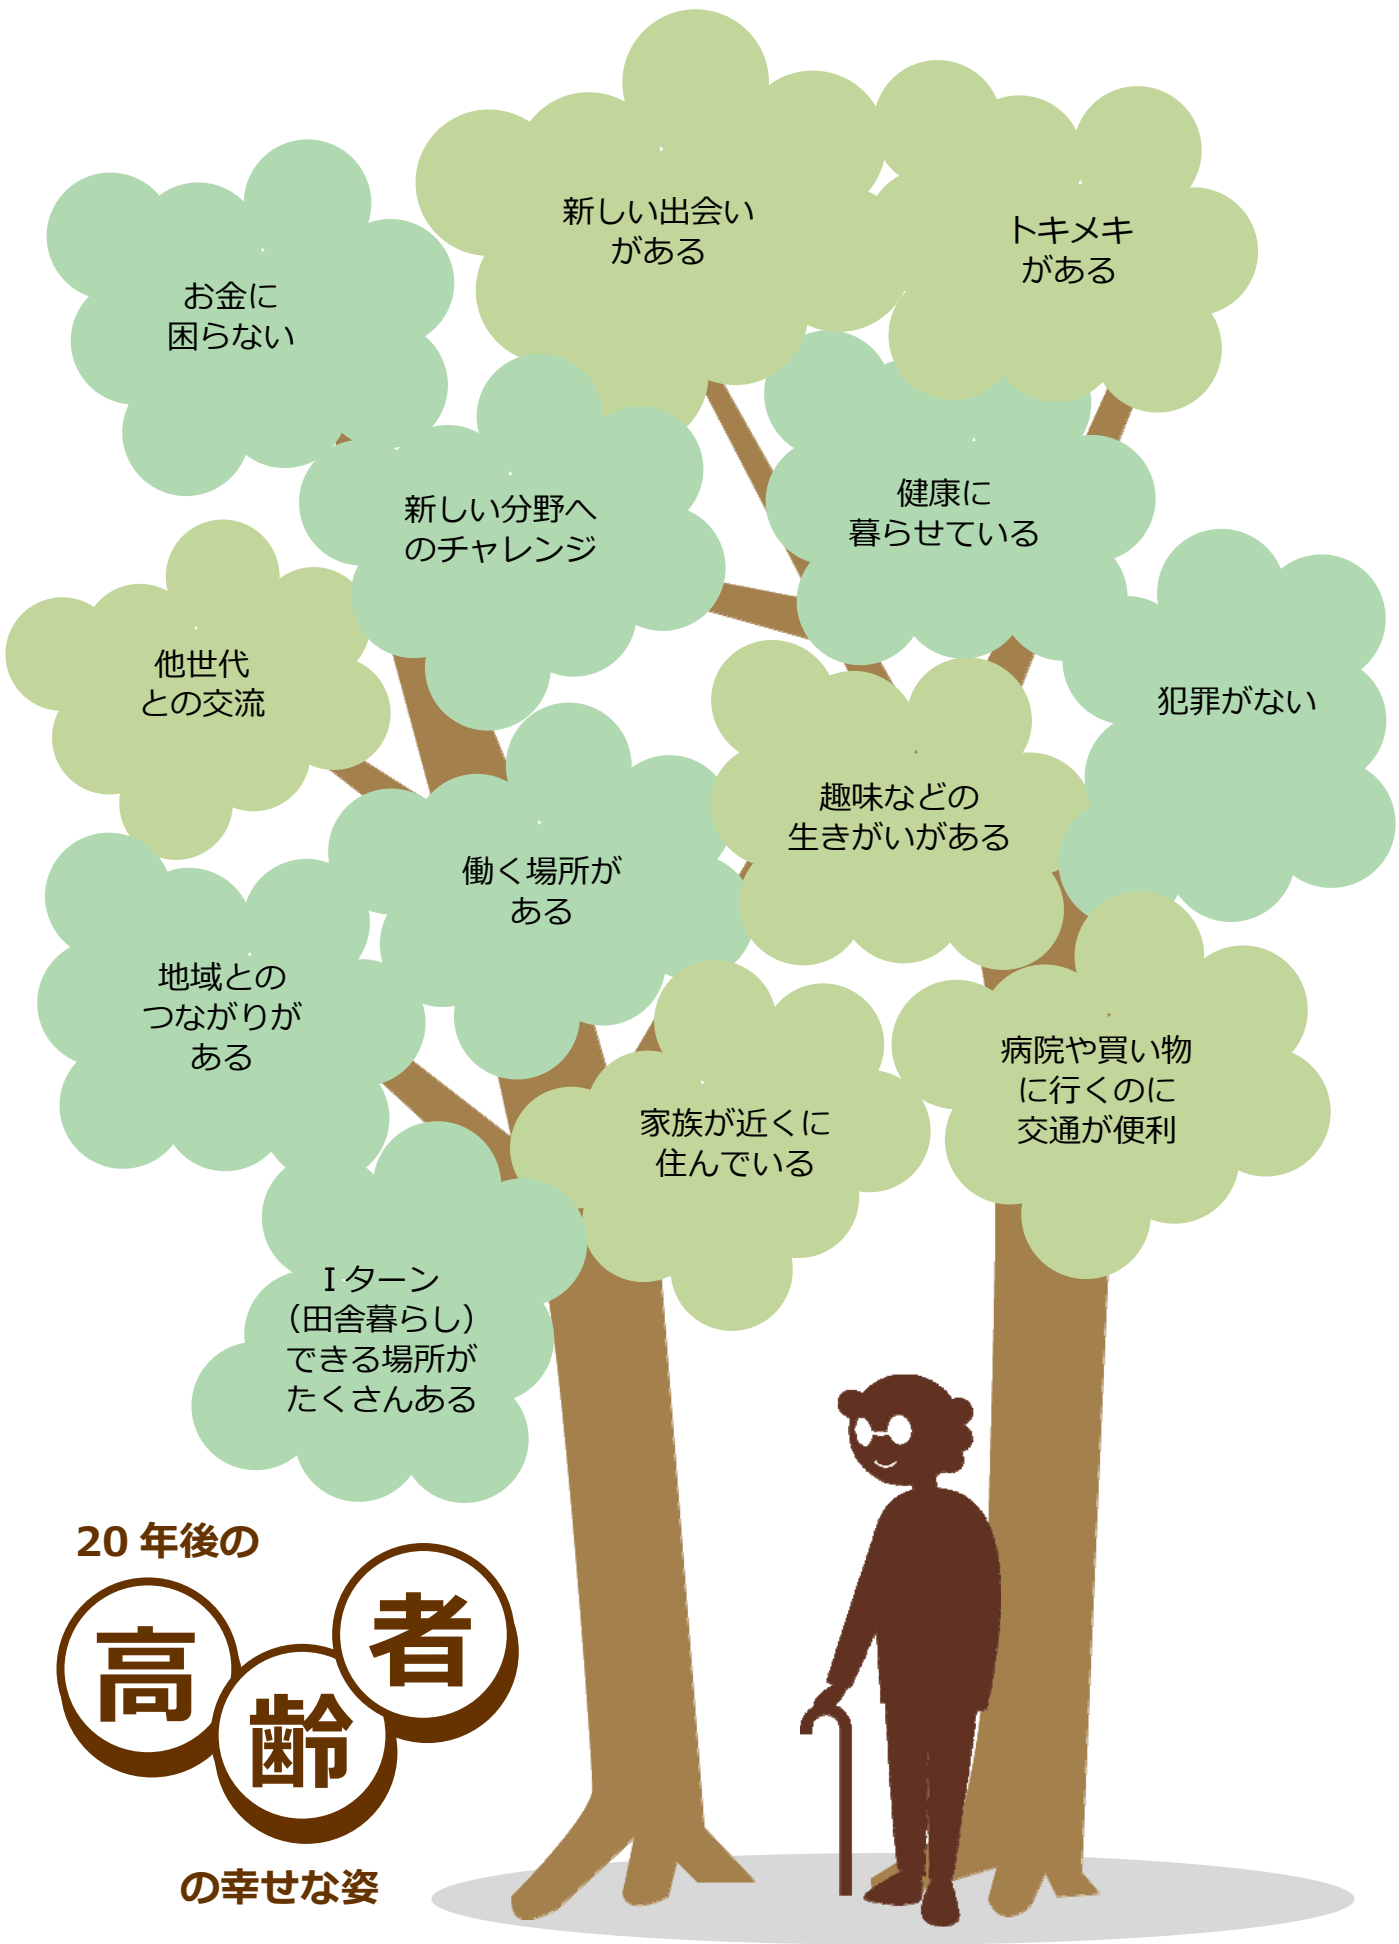 新しい出会い
がある
トキメキ
がある
お金に
困らない
新しい分野へ
のチャレンジ
健康に
暮らせている
他世代
との交流
犯罪がない
趣味などの
生きがいがある
働く場所が
ある
地域との
つながりが
ある
病院や買い物
に行くのに
交通が便利
家族が近くに
住んでいる
Ｉターン
（田舎暮らし）
できる場所が
たくさんある
20 年後の
高齢者
の幸せな姿